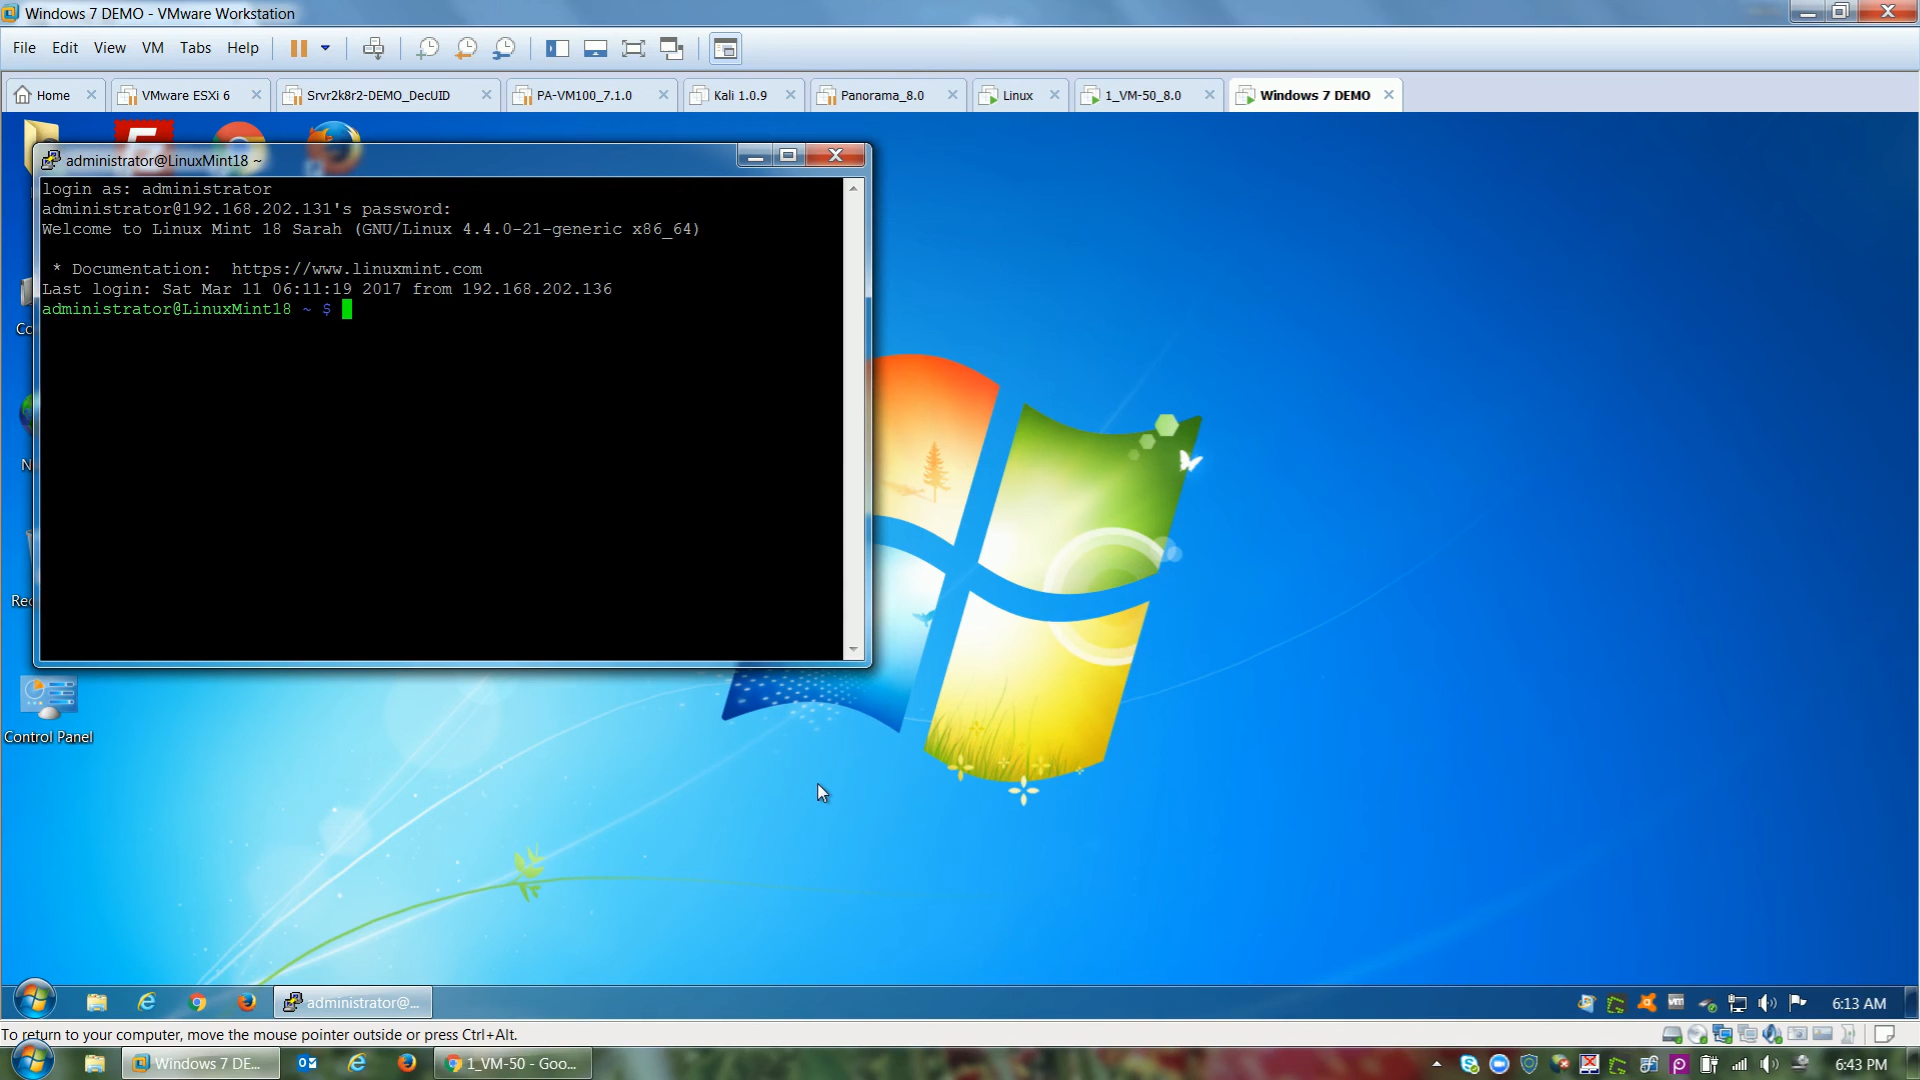 Windows 7 DEMO - VMware Workstation
File Edit View VM Tabs Help
Home VMware ESXi 6 Srvr2k8r2-DEMO_DecUID PA-VM100_7.1.0 Kali 1.0.9 Panorama_8.0 Linux 1_VM-50_8.0 Windows 7 DEMO
administrator@LinuxMint18 ~
login as: administrator
administrator@192.168.202.131's password:
Welcome to Linux Mint 18 Sarah (GNU/Linux 4.4.0-21-generic x86_64)
* Documentation:  https://www.linuxmint.com
Last login: Sat Mar 11 06:11:19 2017 from 192.168.202.136
administrator@LinuxMint18 ~ $
Control Panel
administrator@...
6:13 AM
To return to your computer, move the mouse pointer outside or press Ctrl+Alt.
Windows 7 DE...
1_VM-50 - Goo...
6:43 PM